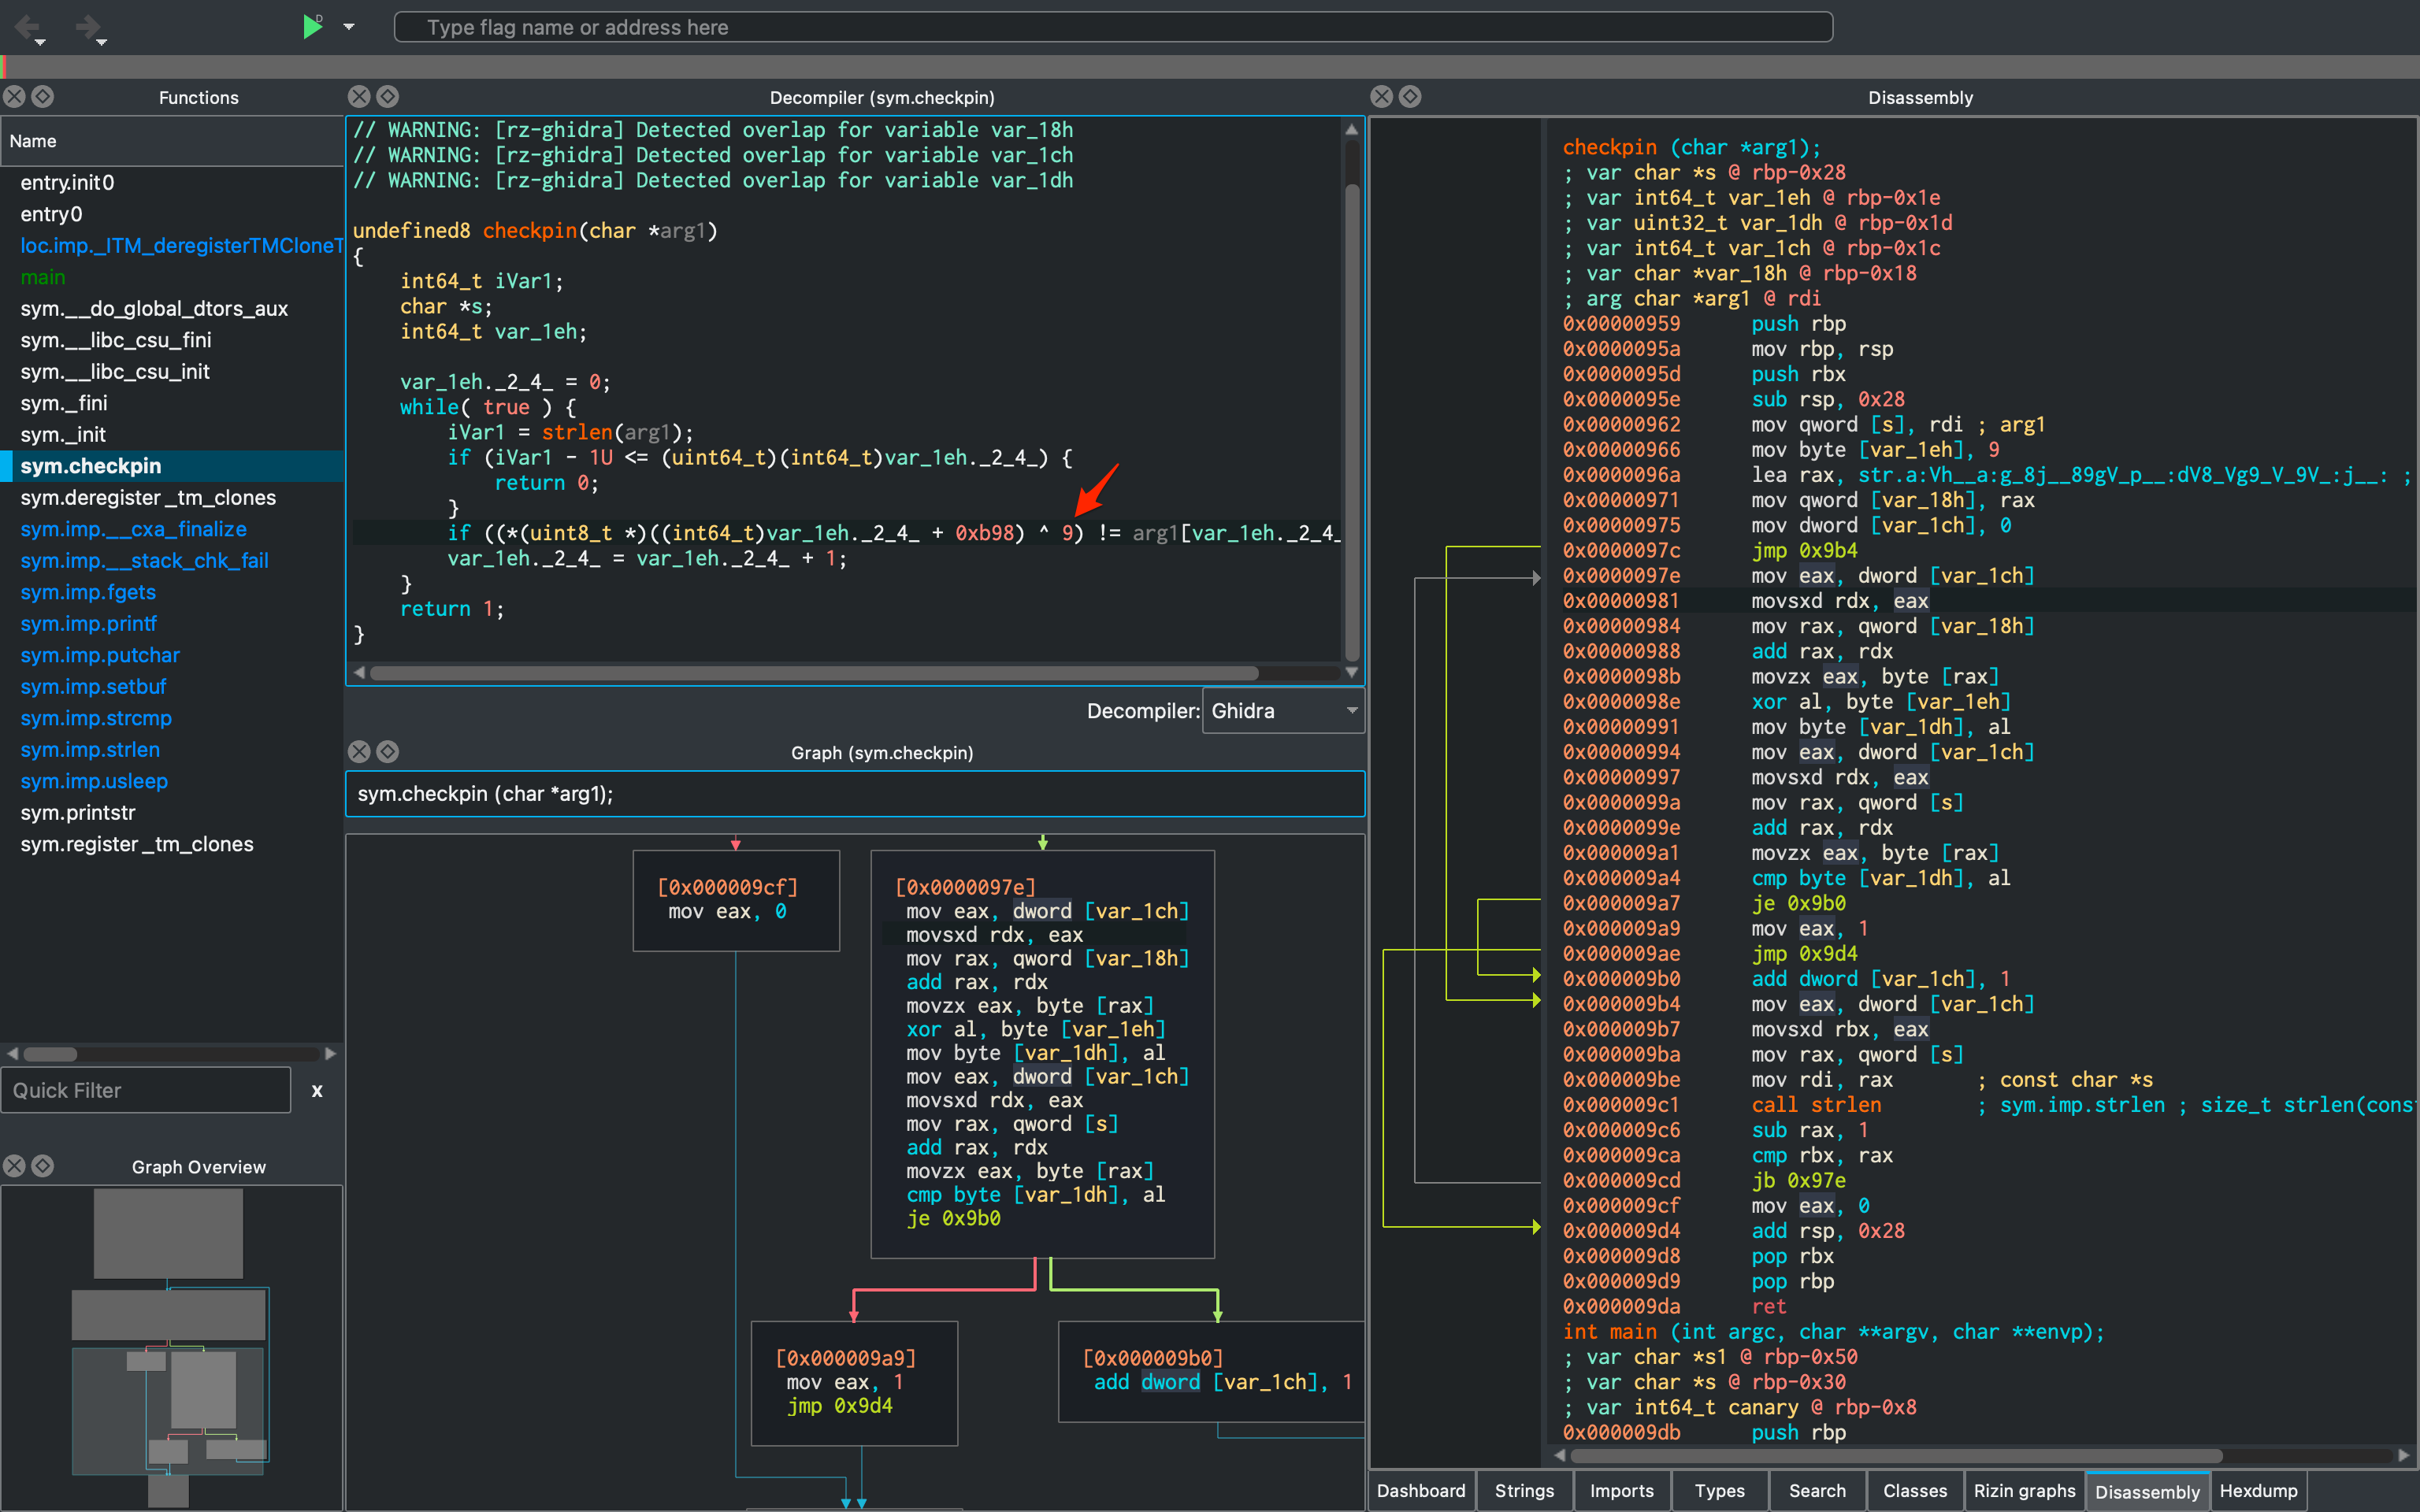 D
Type flag name or address here
Functions
Name
entry.init0
entry0
loc.imp._ITM_deregisterTMCloneT
main
sym.__do_global_dtors_aux
sym.__libc_csu_fini
sym.__libc_csu_init
sym._fini
sym._init
sym.checkpin
sym.deregister_tm_clones
sym.imp.__cxa_finalize
sym.imp.__stack_chk_fail
sym.imp.fgets
sym.imp.printf
sym.imp.putchar
sym.imp.setbuf
sym.imp.strcmp
sym.imp.strlen
sym.imp.usleep
sym.printstr
sym.register_tm_clones
Quick Filter
x
Graph Overview
Decompiler (sym.checkpin)
// WARNING: [rz-ghidra] Detected overlap for variable var_18h
// WARNING: [rz-ghidra] Detected overlap for variable var_1ch
// WARNING: [rz-ghidra] Detected overlap for variable var_1dh
undefined8 checkpin(char *arg1)
{
int64_t iVar1;
char *s;
int64_t var_1eh;
var_1eh._2_4_ = 0;
while( true ) {
iVar1 = strlen(arg1);
if (iVar1 - 1U <= (uint64_t)(int64_t)var_1eh._2_4_) {
return 0;
}
if ((*(uint8_t *)((int64_t)var_1eh._2_4_ + 0xb98) ^ 9) != arg1[var_1eh._2_4_
var_1eh._2_4_ = var_1eh._2_4_ + 1;
}
return 1;
}
Decompiler: Ghidra
Graph (sym.checkpin)
sym.checkpin (char *arg1);
[0x000009cf]
mov eax, 0
[0x0000097e]
mov eax, dword [var_1ch]
movsxd rdx, eax
mov rax, qword [var_18h]
add rax, rdx
movzx eax, byte [rax]
xor al, byte [var_1eh]
mov byte [var_1dh], al
mov eax, dword [var_1ch]
movsxd rdx, eax
mov rax, qword [s]
add rax, rdx
movzx eax, byte [rax]
cmp byte [var_1dh], al
je 0x9b0
[0x000009a9]
mov eax, 1
jmp 0x9d4
[0x000009b0]
add dword [var_1ch], 1
Disassembly
checkpin (char *arg1);
; var char *s @ rbp-0x28
; var int64_t var_1eh @ rbp-0x1e
; var uint32_t var_1dh @ rbp-0x1d
; var int64_t var_1ch @ rbp-0x1c
; var char *var_18h @ rbp-0x18
; arg char *arg1 @ rdi
0x00000959 push rbp
0x0000095a mov rbp, rsp
0x0000095d push rbx
0x0000095e sub rsp, 0x28
0x00000962 mov qword [s], rdi ; arg1
0x00000966 mov byte [var_1eh], 9
0x0000096a lea rax, str.a:Vh__a:g_8j__89gV_p__:dV8_Vg9_V_9V_:j__: ;
0x00000971 mov qword [var_18h], rax
0x00000975 mov dword [var_1ch], 0
0x0000097c jmp 0x9b4
0x0000097e mov eax, dword [var_1ch]
0x00000981 movsxd rdx, eax
0x00000984 mov rax, qword [var_18h]
0x00000988 add rax, rdx
0x0000098b movzx eax, byte [rax]
0x0000098e xor al, byte [var_1eh]
0x00000991 mov byte [var_1dh], al
0x00000994 mov eax, dword [var_1ch]
0x00000997 movsxd rdx, eax
0x0000099a mov rax, qword [s]
0x0000099e add rax, rdx
0x000009a1 movzx eax, byte [rax]
0x000009a4 cmp byte [var_1dh], al
0x000009a7 je 0x9b0
0x000009a9 mov eax, 1
0x000009ae jmp 0x9d4
0x000009b0 add dword [var_1ch], 1
0x000009b4 mov eax, dword [var_1ch]
0x000009b7 movsxd rbx, eax
0x000009ba mov rax, qword [s]
0x000009be mov rdi, rax ; const char *s
0x000009c1 call strlen ; sym.imp.strlen ; size_t strlen(cons
0x000009c6 sub rax, 1
0x000009ca cmp rbx, rax
0x000009cd jb 0x97e
0x000009cf mov eax, 0
0x000009d4 add rsp, 0x28
0x000009d8 pop rbx
0x000009d9 pop rbp
0x000009da ret
int main (int argc, char **argv, char **envp);
; var char *s1 @ rbp-0x50
; var char *s @ rbp-0x30
; var int64_t canary @ rbp-0x8
0x000009db push rbp
Dashboard Strings Imports Types Search Classes Rizin graphs Disassembly Hexdump